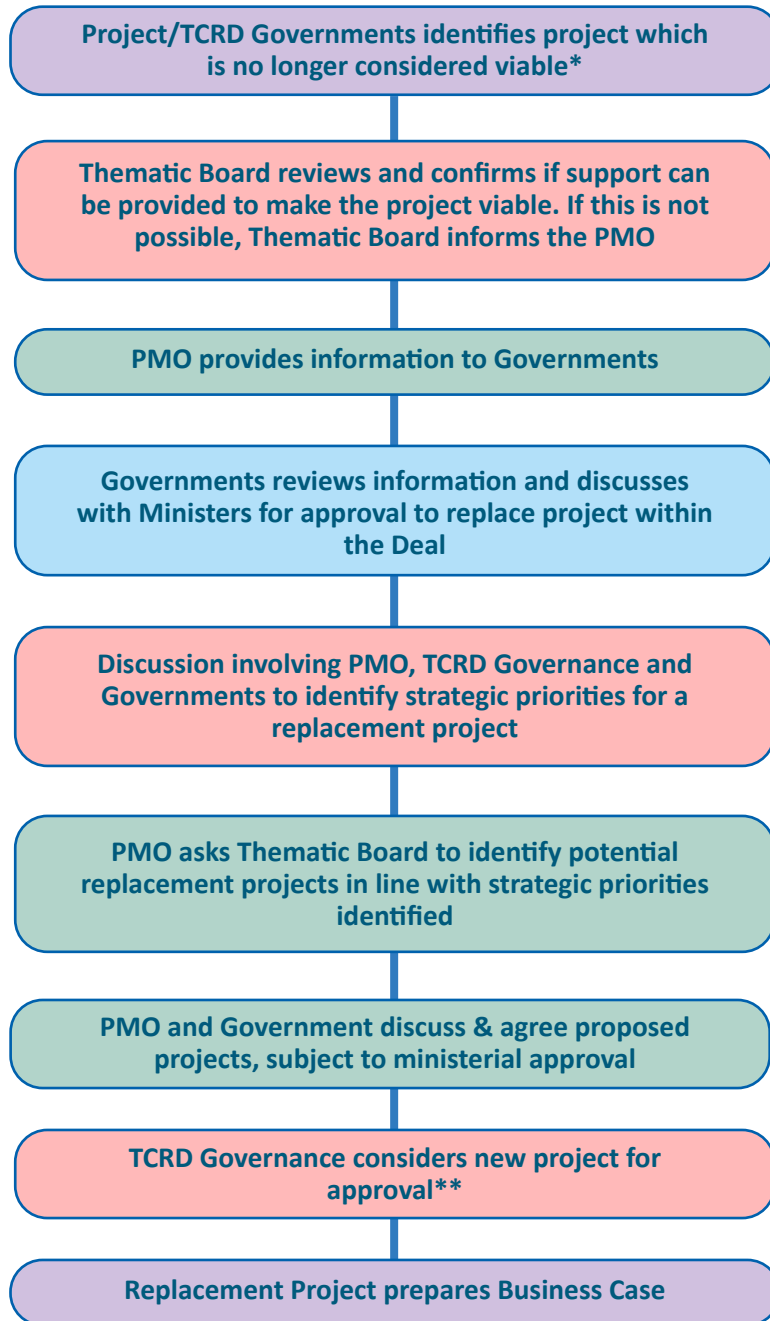 Project/TCRD Governments identifies project which
is no longer considered viable*
Thematic Board reviews and confirms if support can
be provided to make the project viable. If this is not
possible, Thematic Board informs the PMO
PMO provides information to Governments
Governments reviews information and discusses
with Ministers for approval to replace project within
the Deal
Discussion involving PMO, TCRD Governance and
Governments to identify strategic priorities for a
replacement project
PMO asks Thematic Board to identify potential
replacement projects in line with strategic priorities
identified
PMO and Government discuss & agree proposed
projects, subject to ministerial approval
TCRD Governance considers new project for
approval**
Replacement Project prepares Business Case